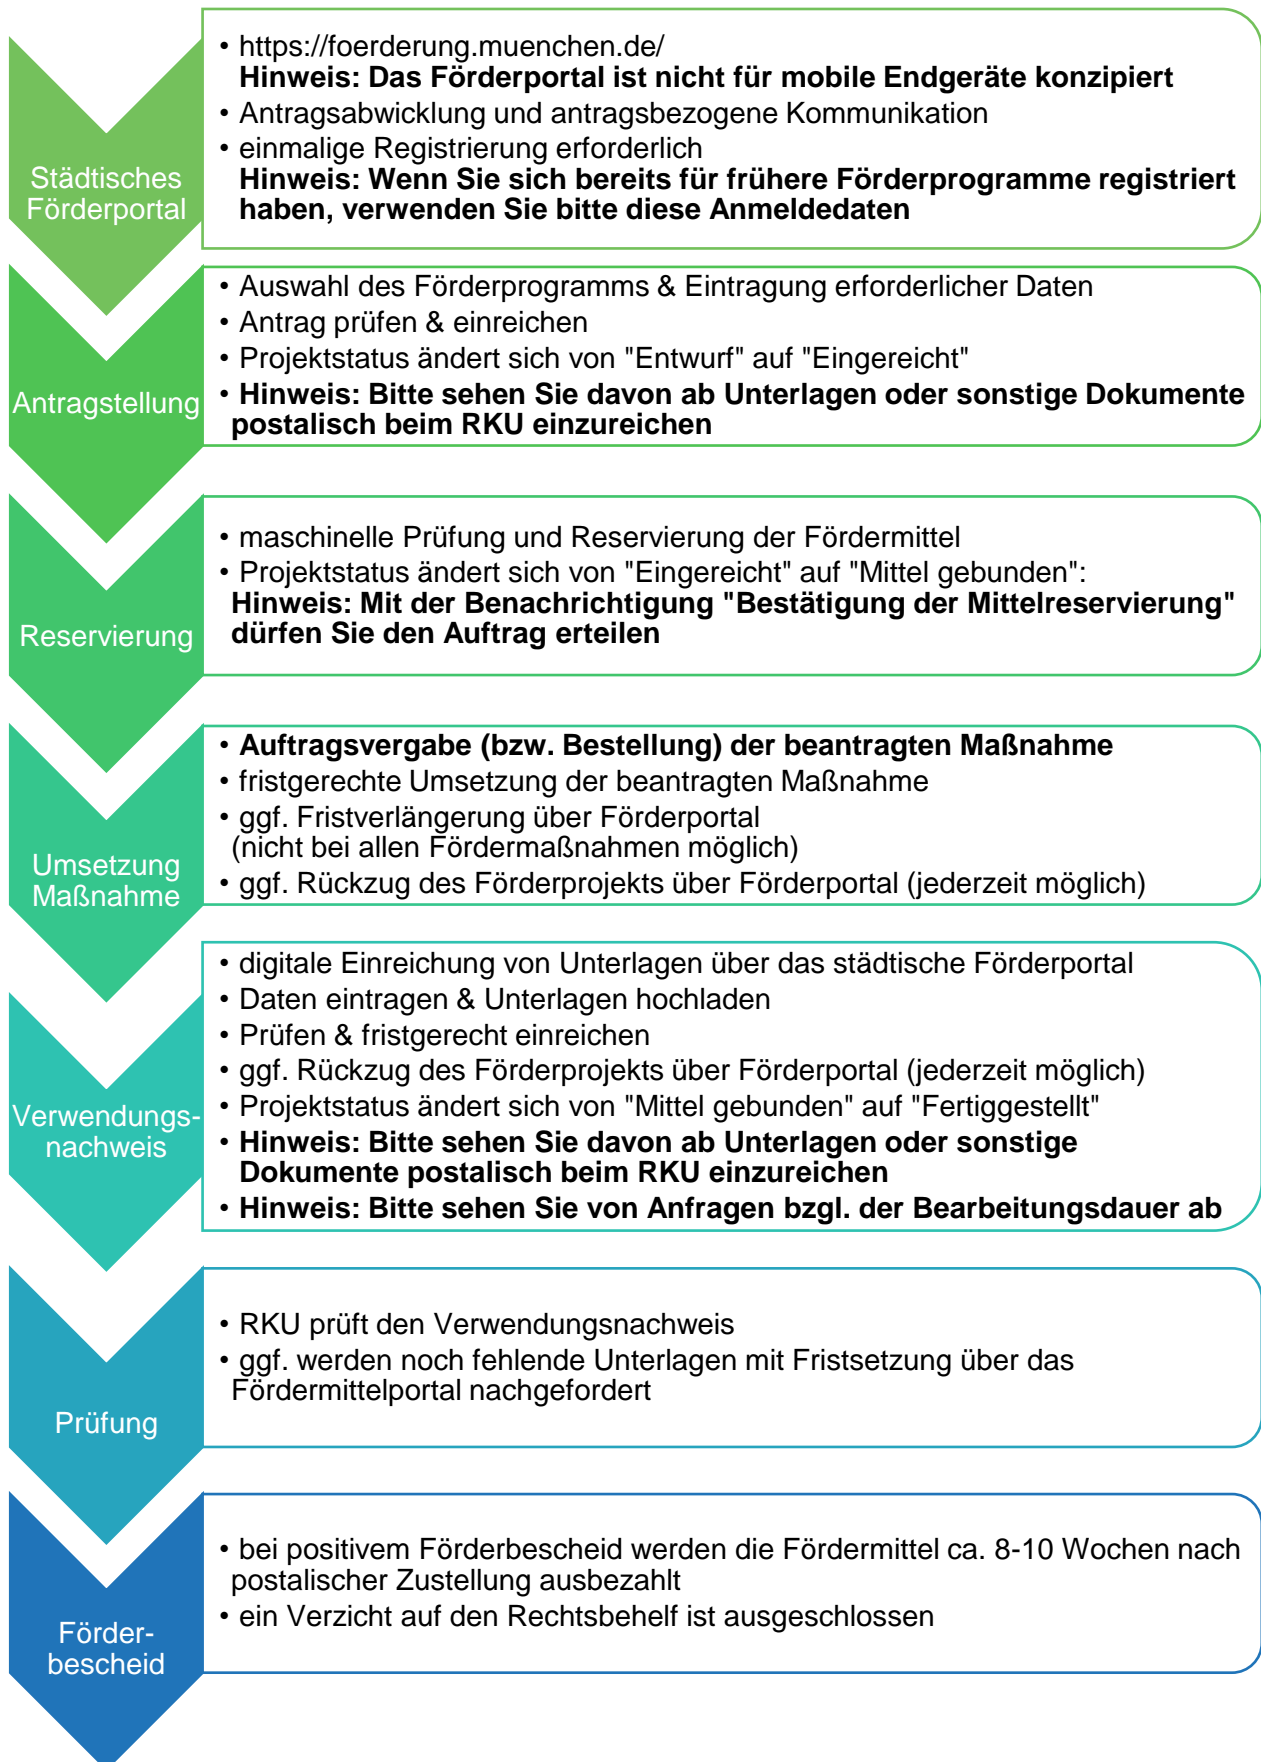 Städtisches
Förderportal
• https://foerderung.muenchen.de/
Hinweis: Das Förderportal ist nicht für mobile Endgeräte konzipiert
• Antragsabwicklung und antragsbezogene Kommunikation
• einmalige Registrierung erforderlich
Hinweis: Wenn Sie sich bereits für frühere Förderprogramme registriert
haben, verwenden Sie bitte diese Anmeldedaten
Antragstellung
• Auswahl des Förderprogramms & Eintragung erforderlicher Daten
• Antrag prüfen & einreichen
• Projektstatus ändert sich von "Entwurf" auf "Eingereicht"
• Hinweis: Bitte sehen Sie davon ab Unterlagen oder sonstige Dokumente
postalisch beim RKU einzureichen
Reservierung
• maschinelle Prüfung und Reservierung der Fördermittel
• Projektstatus ändert sich von "Eingereicht" auf "Mittel gebunden":
Hinweis: Mit der Benachrichtigung "Bestätigung der Mittelreservierung"
dürfen Sie den Auftrag erteilen
Umsetzung
Maßnahme
• Auftragsvergabe (bzw. Bestellung) der beantragten Maßnahme
• fristgerechte Umsetzung der beantragten Maßnahme
• ggf. Fristverlängerung über Förderportal
(nicht bei allen Fördermaßnahmen möglich)
• ggf. Rückzug des Förderprojekts über Förderportal (jederzeit möglich)
Verwendungs-
nachweis
• digitale Einreichung von Unterlagen über das städtische Förderportal
• Daten eintragen & Unterlagen hochladen
• Prüfen & fristgerecht einreichen
• ggf. Rückzug des Förderprojekts über Förderportal (jederzeit möglich)
• Projektstatus ändert sich von "Mittel gebunden" auf "Fertiggestellt"
• Hinweis: Bitte sehen Sie davon ab Unterlagen oder sonstige
Dokumente postalisch beim RKU einzureichen
• Hinweis: Bitte sehen Sie von Anfragen bzgl. der Bearbeitungsdauer ab
Prüfung
• RKU prüft den Verwendungsnachweis
• ggf. werden noch fehlende Unterlagen mit Fristsetzung über das
Fördermittelportal nachgefordert
Förder-
bescheid
• bei positivem Förderbescheid werden die Fördermittel ca. 8-10 Wochen nach
postalischer Zustellung ausbezahlt
• ein Verzicht auf den Rechtsbehelf ist ausgeschlossen